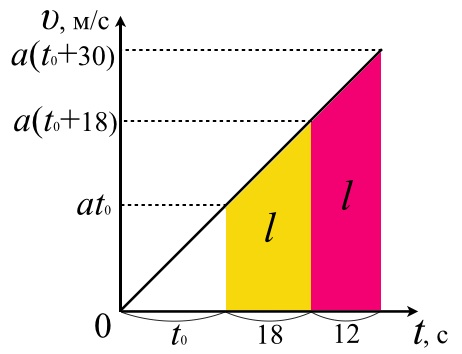 υ, м/с
a(t₀+30)
a(t₀+18)
at₀
l
l
0
t₀
18
12
t, с